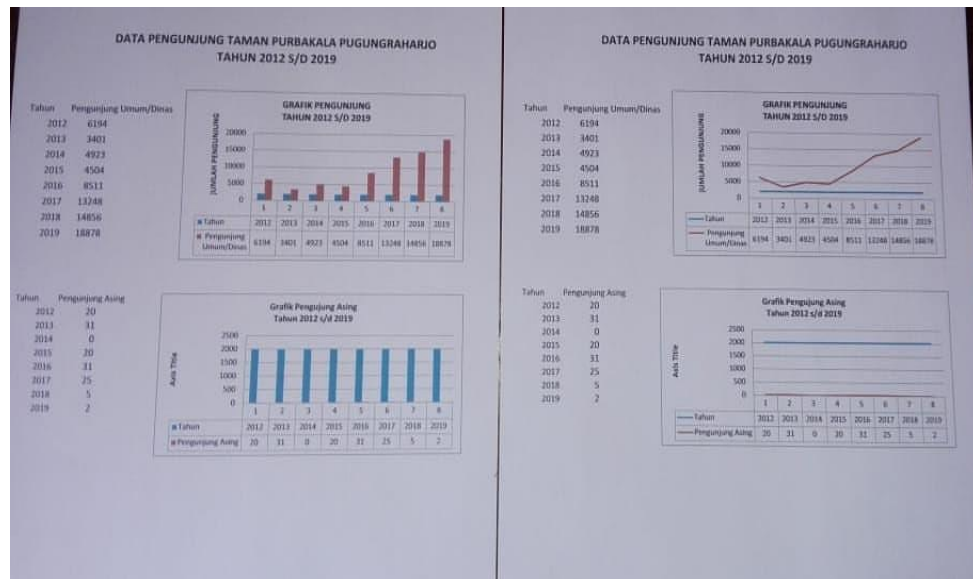 DATA PENGUNJUNG TAMAN PURBAKALA PUGUNGRAHARJO
TAHUN 2012 S/D 2019
Tahun Pengunjung Umum/Dinas
2012 6194
2013 3401
2014 4923
2015 4504
2016 8511
2017 13248
2018 14856
2019 18878
GRAFIK PENGUNJUNG
TAHUN 2012 S/D 2019
JUMLAH PENGUNJUNG
20000
15000
10000
5000
0
1 2 3 4 5 6 7 8
Tahun 2012 2013 2014 2015 2016 2017 2018 2019
Pengunjung
Umum/Dinas 6194 3401 4923 4504 8511 13248 14856 18878
Tahun Pengunjung Asing
2012 20
2013 31
2014 0
2015 20
2016 31
2017 25
2018 5
2019 2
Grafik Pengujung Asing
Tahun 2012 s/d 2019
Axis Title
2500
2000
1500
1000
500
0
1 2 3 4 5 6 7 8
Tahun 2012 2013 2014 2015 2016 2017 2018 2019
Pengunjung Asing 20 31 0 20 31 25 5 2
DATA PENGUNJUNG TAMAN PURBAKALA PUGUNGRAHARJO
TAHUN 2012 S/D 2019
Tahun Pengunjung Umum/Dinas
2012 6194
2013 3401
2014 4923
2015 4504
2016 8511
2017 13248
2018 14856
2019 18878
GRAFIK PENGUNJUNG
TAHUN 2012 S/D 2019
JUMLAH PENGUNJUNG
20000
15000
10000
5000
0
1 2 3 4 5 6 7 8
Tahun 2012 2013 2014 2015 2016 2017 2018 2019
Pengunjung
Umum/Dinas 6194 3401 4923 4504 8511 13248 14856 18878
Tahun Pengunjung Asing
2012 20
2013 31
2014 0
2015 20
2016 31
2017 25
2018 5
2019 2
Grafik Pengujung Asing
Tahun 2012 s/d 2019
Axis Title
2500
2000
1500
1000
500
0
1 2 3 4 5 6 7 8
Tahun 2012 2013 2014 2015 2016 2017 2018 2019
Pengunjung Asing 20 31 0 20 31 25 5 2